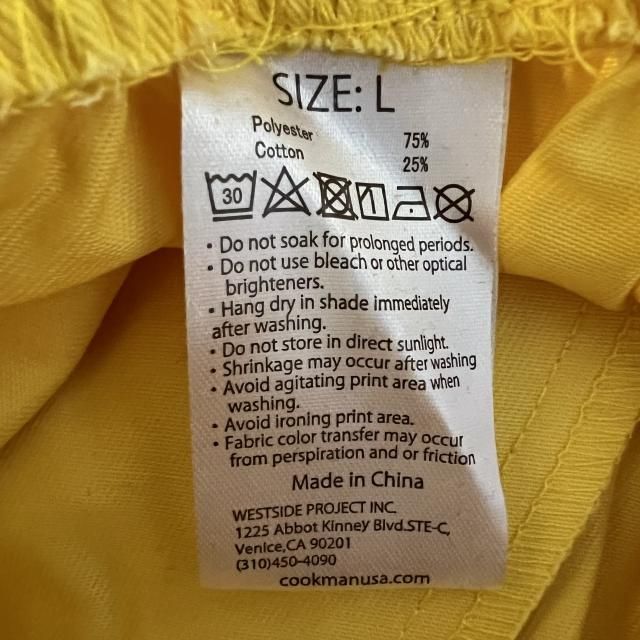 SIZE: L
Polyester 75%
Cotton 25%
30
• Do not soak for prolonged periods.
• Do not use bleach or other optical
brighteners.
• Hang dry in shade immediately
after washing.
• Do not store in direct sunlight.
• Shrinkage may occur after washing
• Avoid agitating print area when
washing.
• Avoid ironing print area.
• Fabric color transfer may occur
from perspiration and or friction
Made in China
WESTSIDE PROJECT INC.
1225 Abbot Kinney Blvd.STE-C,
Venice,CA 90201
(310)450-4090
cookmanusa.com